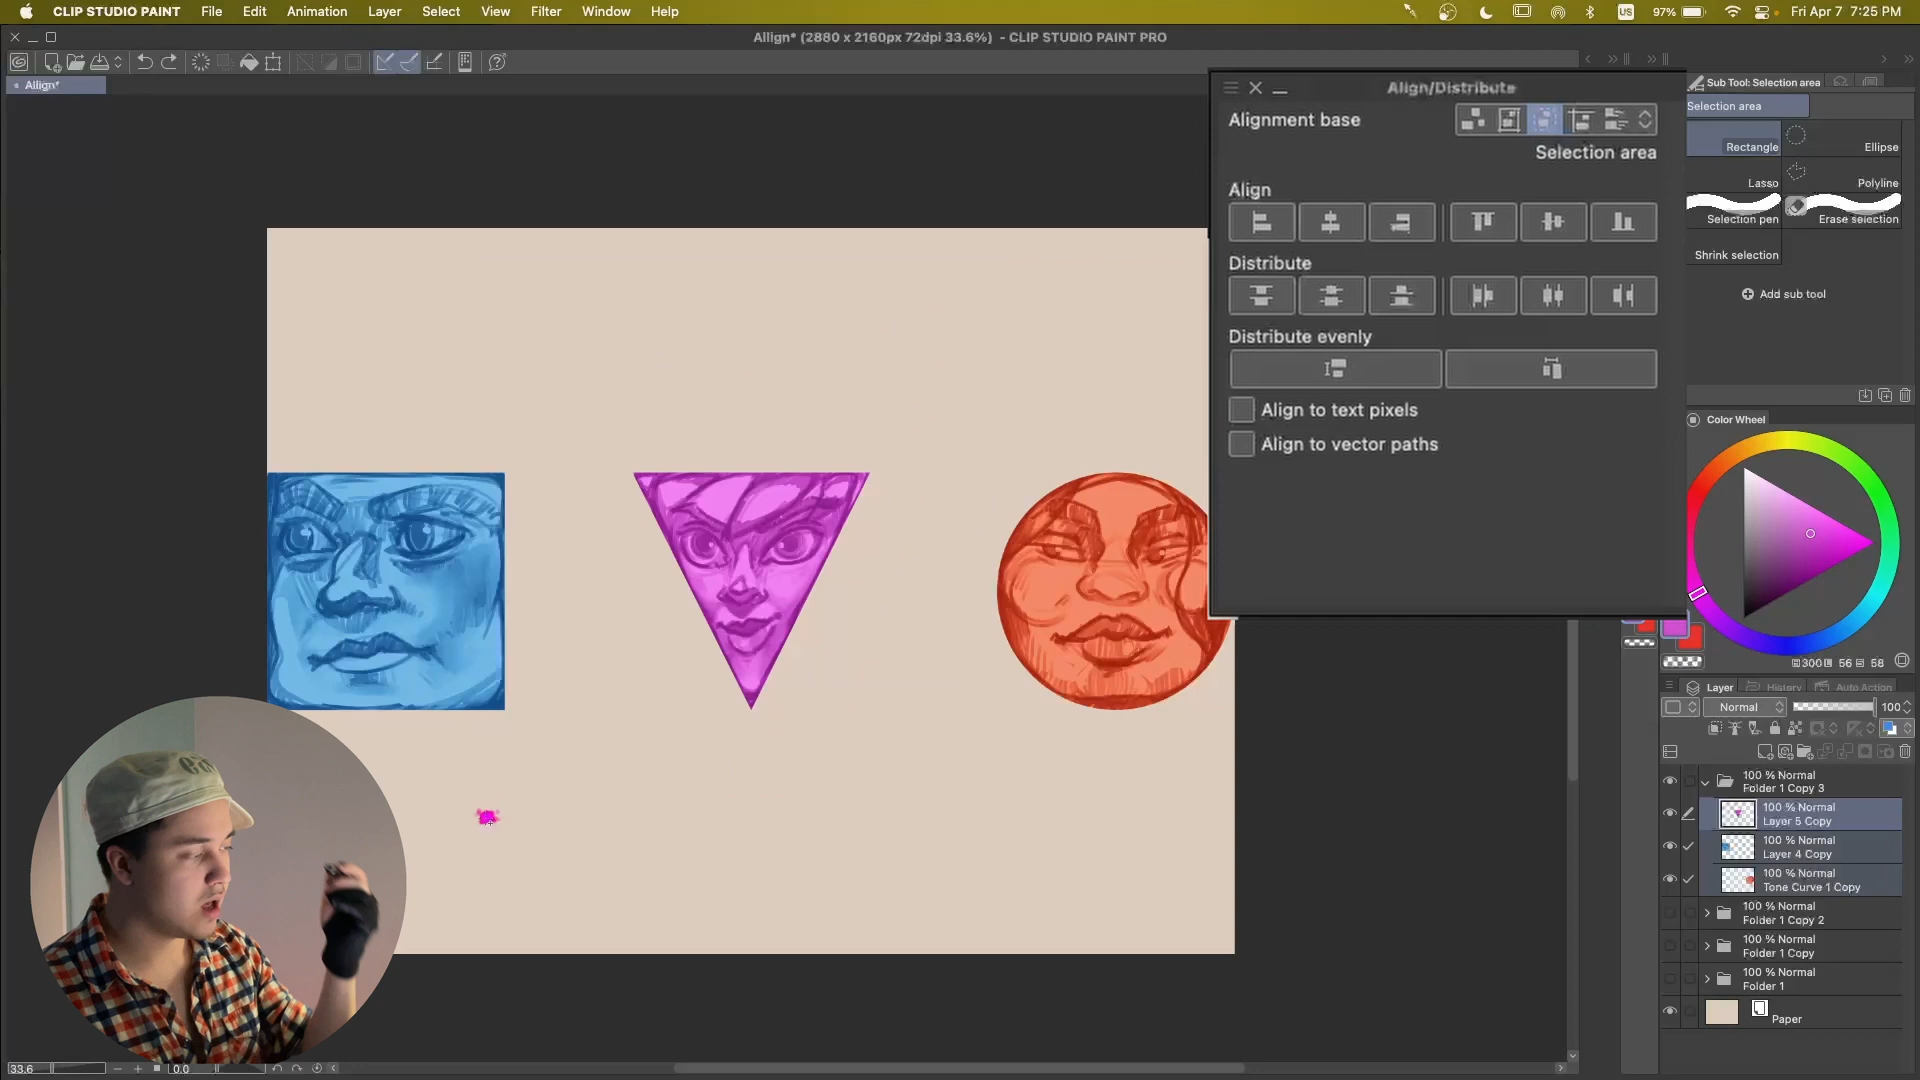 CLIP STUDIO PAINT File Edit Animation Layer Select View Filter Window Help US 97% Fri Apr 7 7:25 PM
Allign* (2880 x 2160px 72dpi 33.6%) - CLIP STUDIO PAINT PRO
Allign*
Align/Distribute
Alignment base
Selection area
Align
Distribute
Distribute evenly
Align to text pixels
Align to vector paths
Sub Tool: Selection area
Selection area
Rectangle Ellipse
Lasso Polyline
Selection pen Erase selection
Shrink selection
Add sub tool
Color Wheel
300 56 58
Layer History Auto Action
Normal 100
100 % Normal
Folder 1 Copy 3
100 % Normal
Layer 5 Copy
100 % Normal
Layer 4 Copy
100 % Normal
Tone Curve 1 Copy
100 % Normal
Folder 1 Copy 2
100 % Normal
Folder 1 Copy
100 % Normal
Folder 1
Paper
33.6 0.0